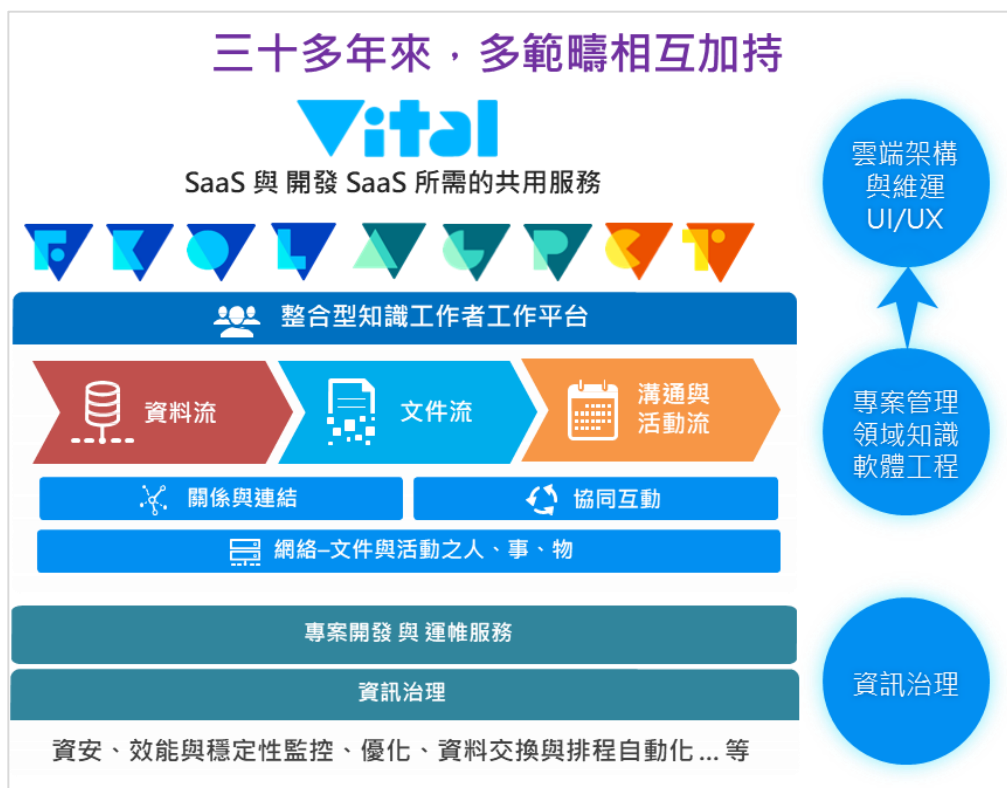 三十多年來，多範疇相互加持
Vital
SaaS 與 開發 SaaS 所需的共用服務
F K O L A G P C T
整合型知識工作者工作平台
資料流
文件流
溝通與
活動流
關係與連結
協同互動
網絡–文件與活動之人、事、物
專案開發 與 運帷服務
資訊治理
資安、效能與穩定性監控、優化、資料交換與排程自動化 ... 等
雲端架構
與維運
UI/UX
專案管理
領域知識
軟體工程
資訊治理